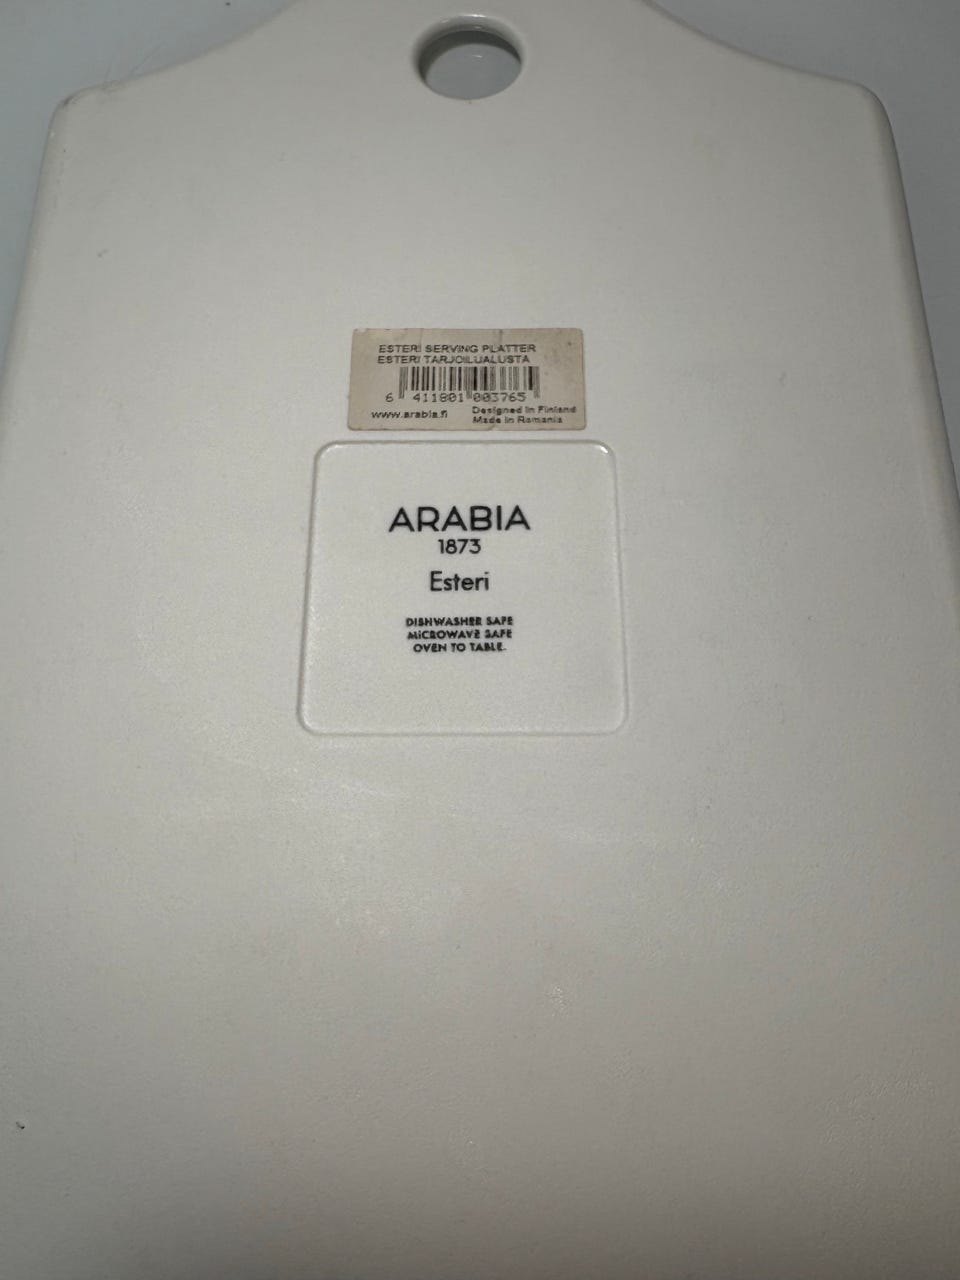 ESTERI SERVING PLATTER
ESTERI TARJOILUALUSTA
6 411801 003765
www.arabia.fi
Designed in Finland
Made in Romania
ARABIA
1873
Esteri
DISHWASHER SAFE
MICROWAVE SAFE
OVEN TO TABLE.